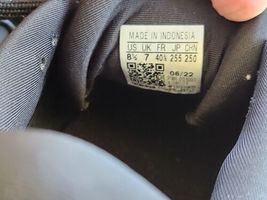 MADE IN INDONESIA
US UK FR JP CHN
8½ 7 40⅔ 255 250
06/22